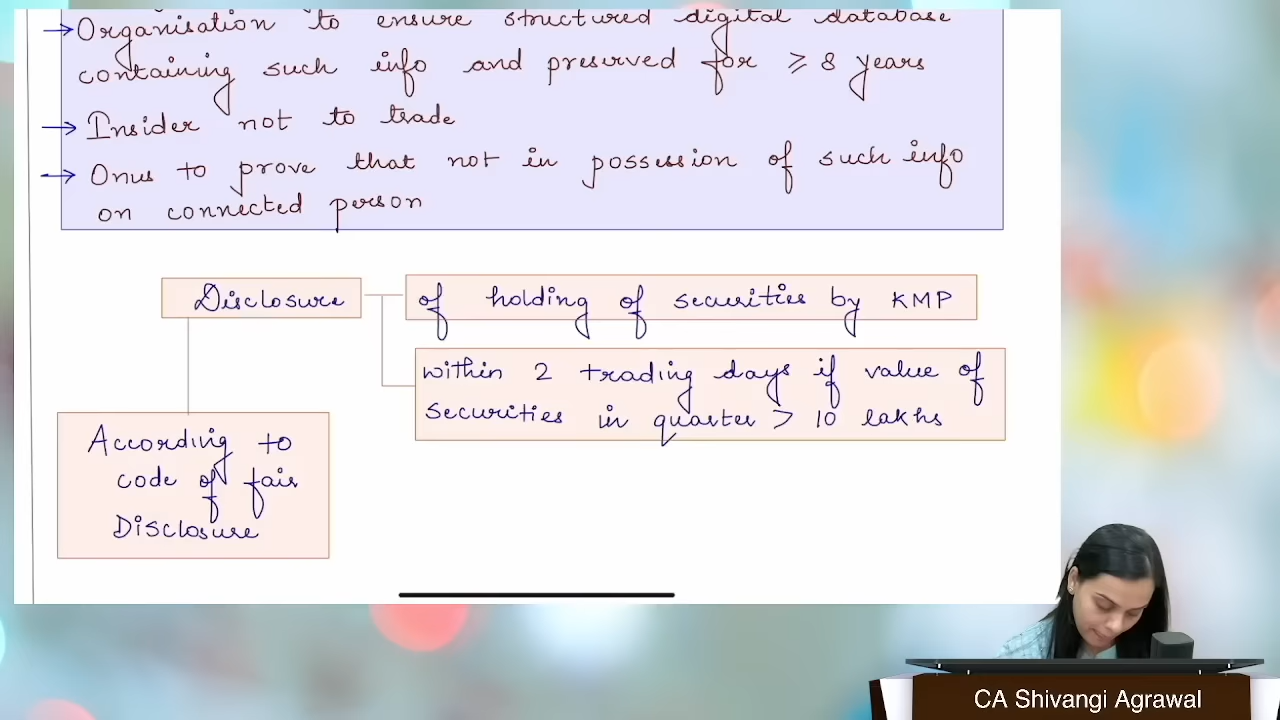 → Organisation to ensure structured digital database
containing such info and preserved for ≥ 8 years
→ Insider not to trade
→ Onus to prove that not in possession of such info
on connected person
Disclosure
of holding of securities by KMP
within 2 trading days if value of
securities in quarter > 10 lakhs
According to
code of fair
Disclosure
CA Shivangi Agrawal